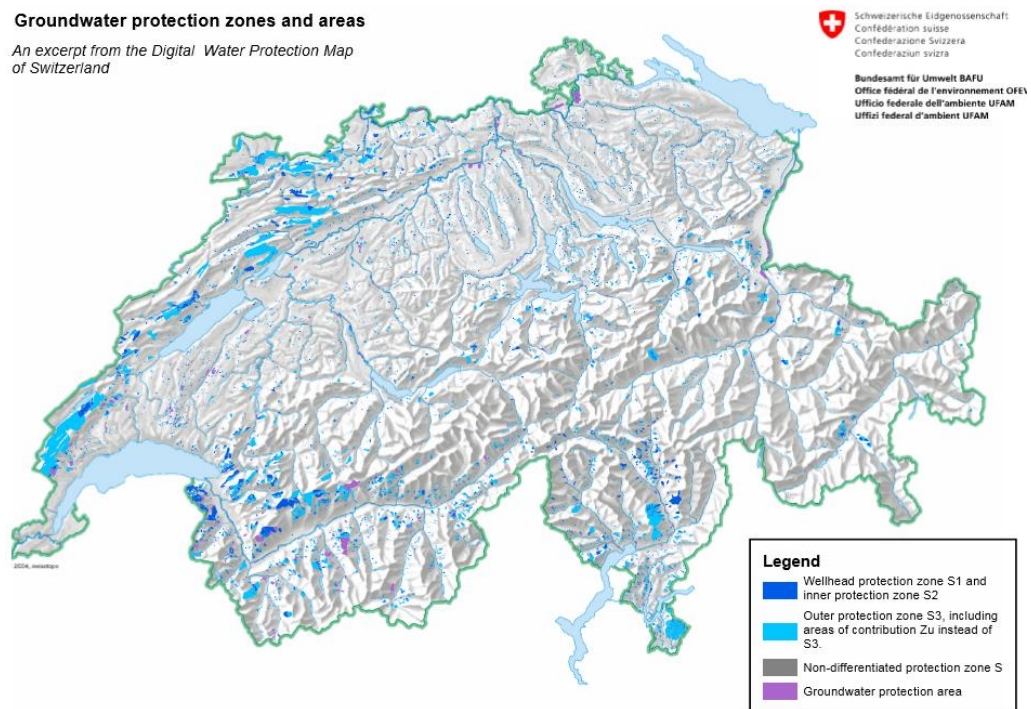 Groundwater protection zones and areas
An excerpt from the Digital Water Protection Map
of Switzerland
Schweizerische Eidgenossenschaft
Confédération suisse
Confederazione Svizzera
Confederaziun svizra
Bundesamt für Umwelt BAFU
Office fédéral de l'environnement OFEV
Ufficio federale dell'ambiente UFAM
Uffizi federal d'ambient UFAM
Legend
Wellhead protection zone S1 and
inner protection zone S2
Outer protection zone S3, including
areas of contribution Zu instead of
S3.
Non-differentiated protection zone S
Groundwater protection area
swisstopo